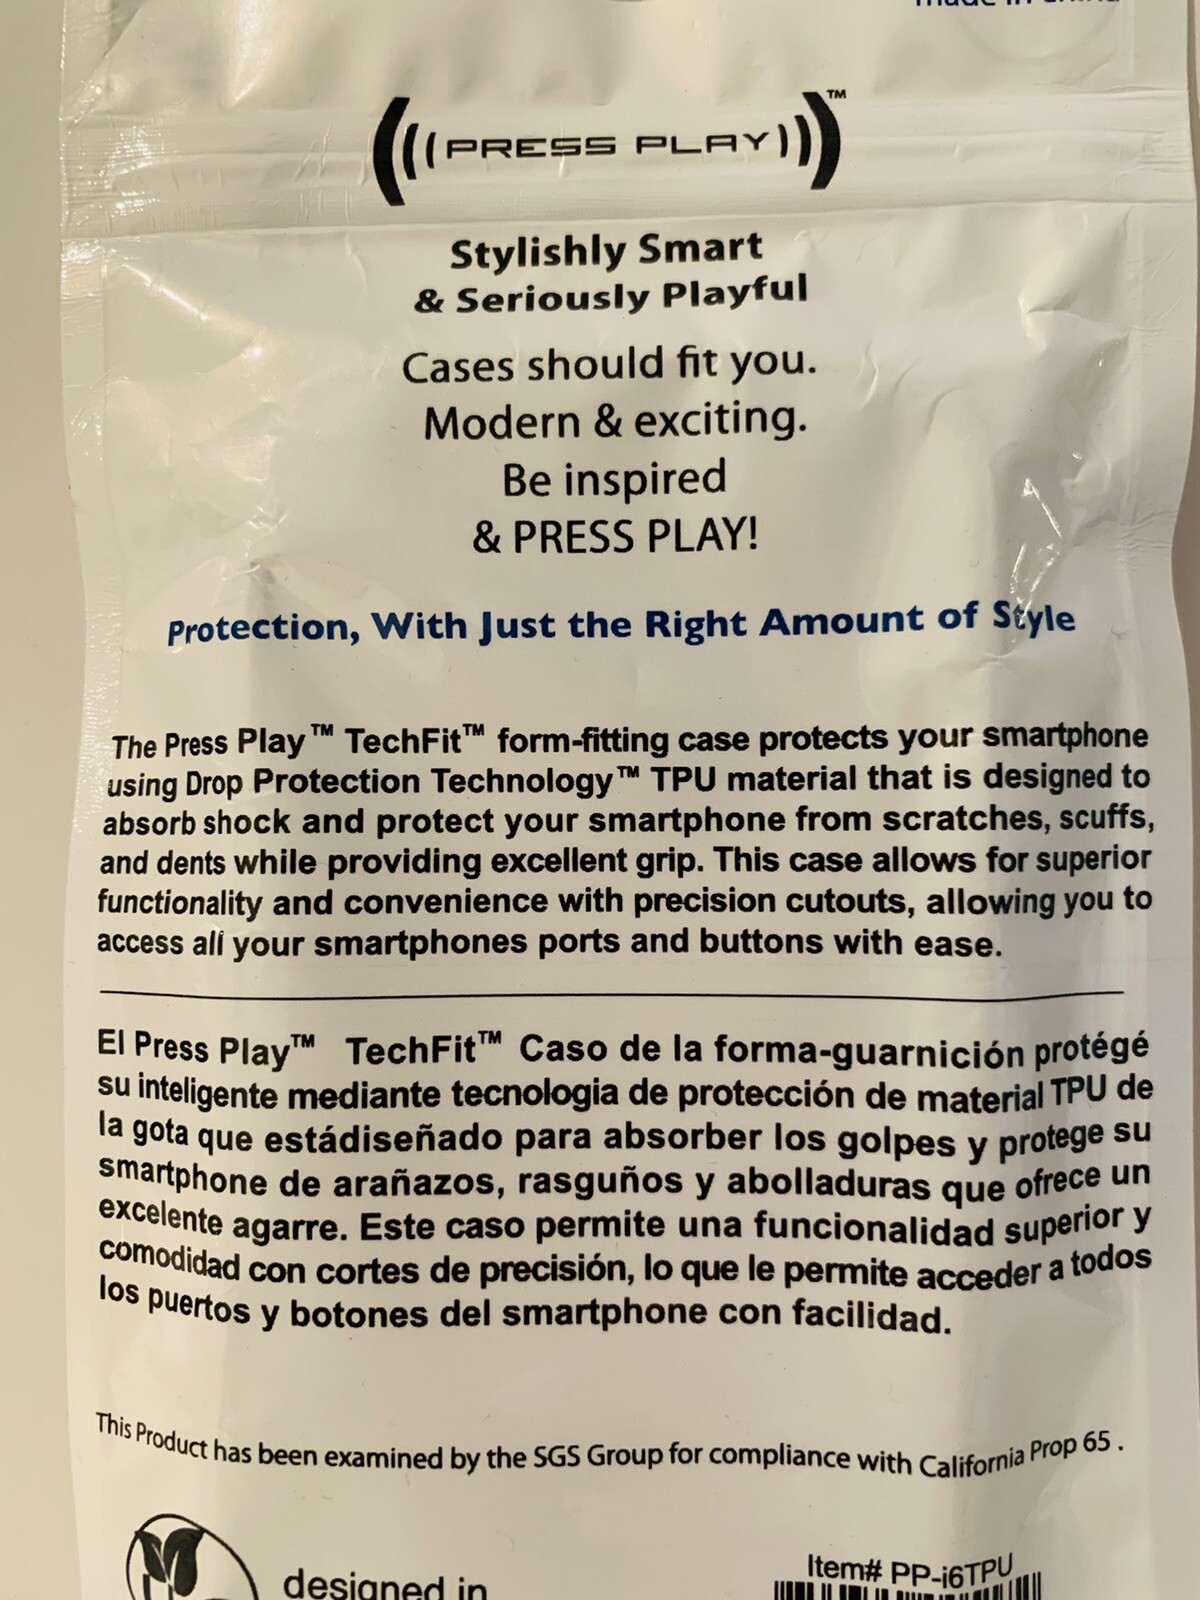 made in china
(((PRESS PLAY)))™
Stylishly Smart
& Seriously Playful
Cases should fit you.
Modern & exciting.
Be inspired
& PRESS PLAY!
Protection, With Just the Right Amount of Style
The Press Play™ TechFit™ form-fitting case protects your smartphone
using Drop Protection Technology™ TPU material that is designed to
absorb shock and protect your smartphone from scratches, scuffs,
and dents while providing excellent grip. This case allows for superior
functionality and convenience with precision cutouts, allowing you to
access all your smartphones ports and buttons with ease.
El Press Play™ TechFit™ Caso de la forma-guarnición protégé
su inteligente mediante tecnologia de protección de material TPU de
la gota que estádiseñado para absorber los golpes y protege su
smartphone de arañazos, rasguños y abolladuras que ofrece un
excelente agarre. Este caso permite una funcionalidad superior y
comodidad con cortes de precisión, lo que le permite acceder a todos
los puertos y botones del smartphone con facilidad.
This Product has been examined by the SGS Group for compliance with California Prop 65 .
designed in
Item# PP-i6TPU